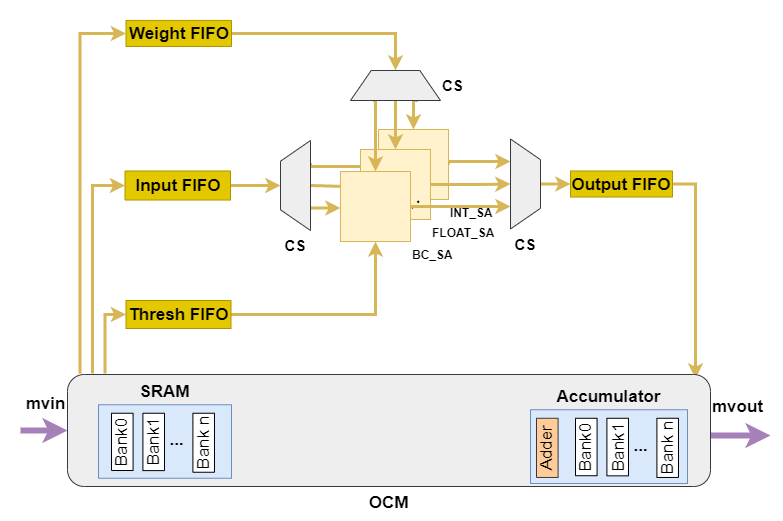 Weight FIFO
CS
Input FIFO
CS
Output FIFO
CS
INT_SA
FLOAT_SA
BC_SA
Thresh FIFO
mvin
SRAM
Bank0
Bank1
...
Bank n
Accumulator
Adder
Bank0
Bank1
...
Bank n
mvout
OCM